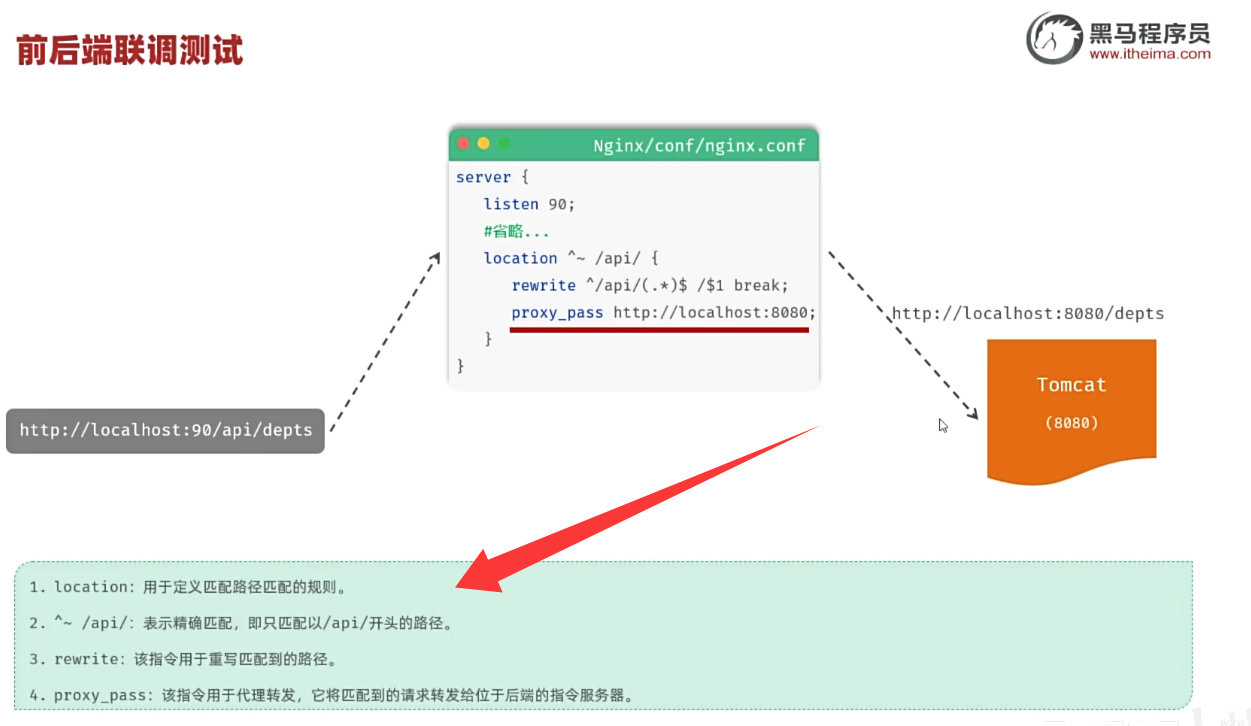 前后端联调测试
黑马程序员
www.itheima.com
Nginx/conf/nginx.conf
server {
listen 90;
#省略...
location ^~ /api/ {
rewrite ^/api/(.*)$ /$1 break;
proxy_pass http://localhost:8080;
}
}
http://localhost:8080/depts
Tomcat
(8080)
http://localhost:90/api/depts
1. location：用于定义匹配路径匹配的规则。
2. ^~ /api/：表示精确匹配，即只匹配以/api/开头的路径。
3. rewrite：该指令用于重写匹配到的路径。
4. proxy_pass：该指令用于代理转发，它将匹配到的请求转发给位于后端的指令服务器。